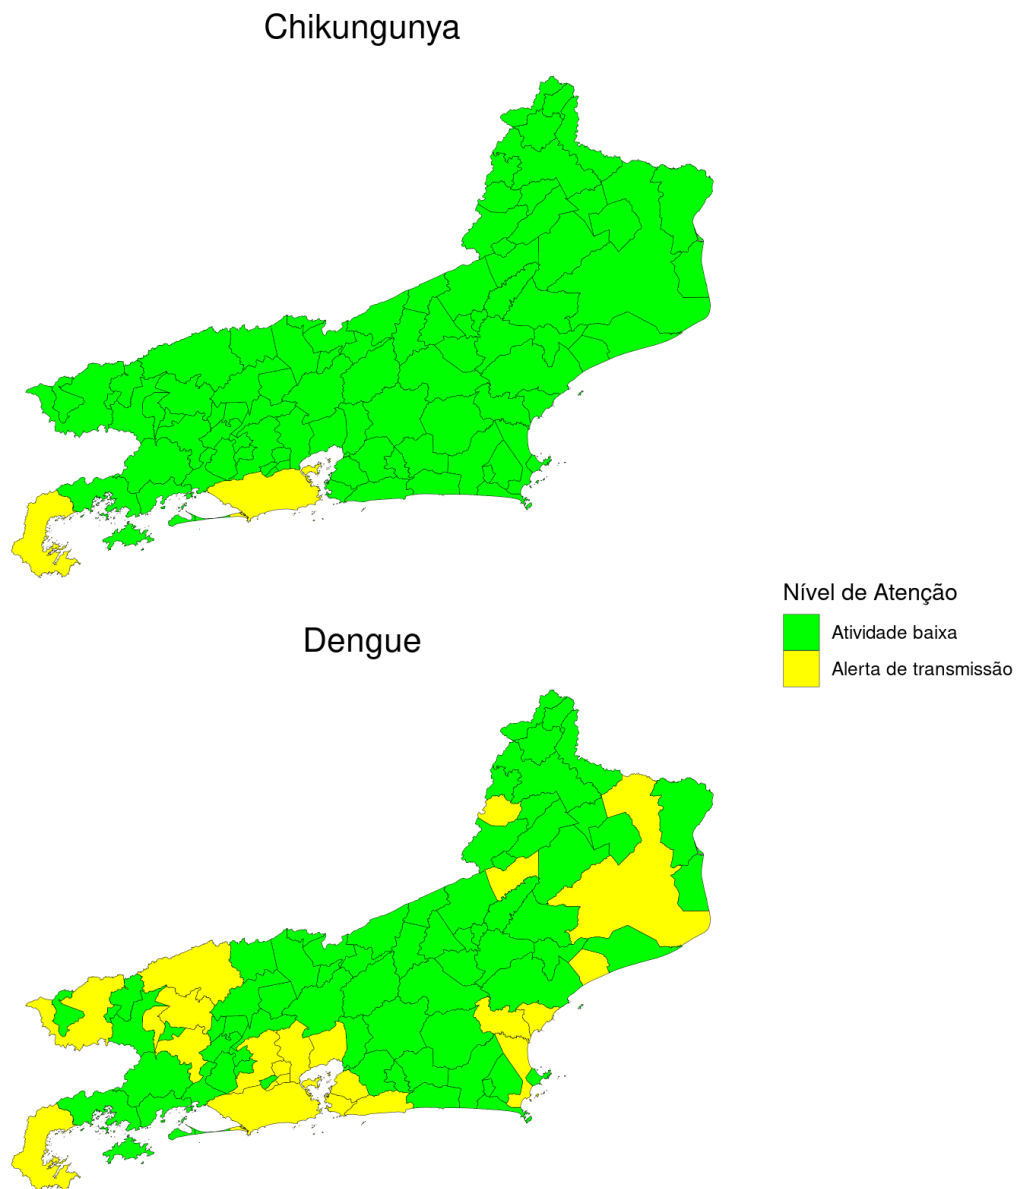 Chikungunya
Nível de Atenção
Atividade baixa
Alerta de transmissão
Dengue